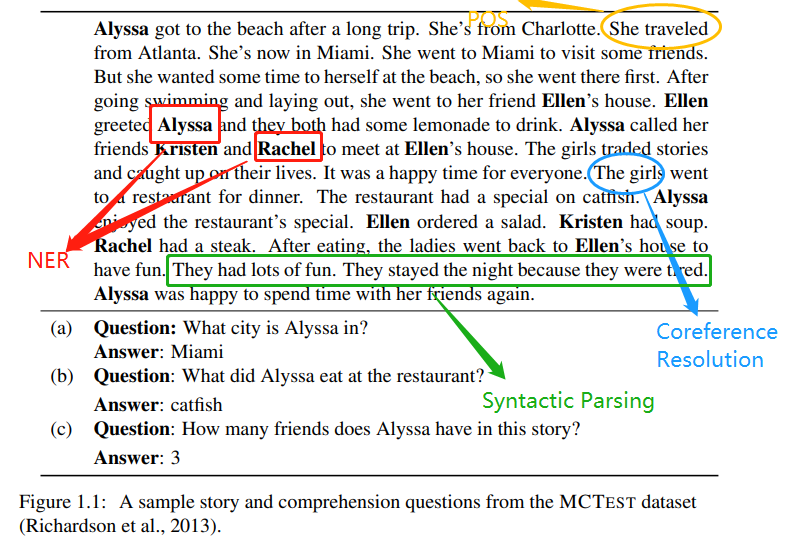 POS
Alyssa got to the beach after a long trip. She's from Charlotte. She traveled
from Atlanta. She's now in Miami. She went to Miami to visit some friends.
But she wanted some time to herself at the beach, so she went there first. After
going swimming and laying out, she went to her friend Ellen's house. Ellen
greeted Alyssa and they both had some lemonade to drink. Alyssa called her
friends Kristen and Rachel to meet at Ellen's house. The girls traded stories
and caught up on their lives. It was a happy time for everyone. The girls went
to a restaurant for dinner. The restaurant had a special on catfish. Alyssa
enjoyed the restaurant's special. Ellen ordered a salad. Kristen had soup.
Rachel had a steak. After eating, the ladies went back to Ellen's house to
NER
have fun. They had lots of fun. They stayed the night because they were tired.
Alyssa was happy to spend time with her friends again.
(a) Question: What city is Alyssa in?
Answer: Miami
Coreference
Resolution
(b) Question: What did Alyssa eat at the restaurant?
Answer: catfish
Syntactic Parsing
(c) Question: How many friends does Alyssa have in this story?
Answer: 3
Figure 1.1: A sample story and comprehension questions from the MCTEST dataset
(Richardson et al., 2013).